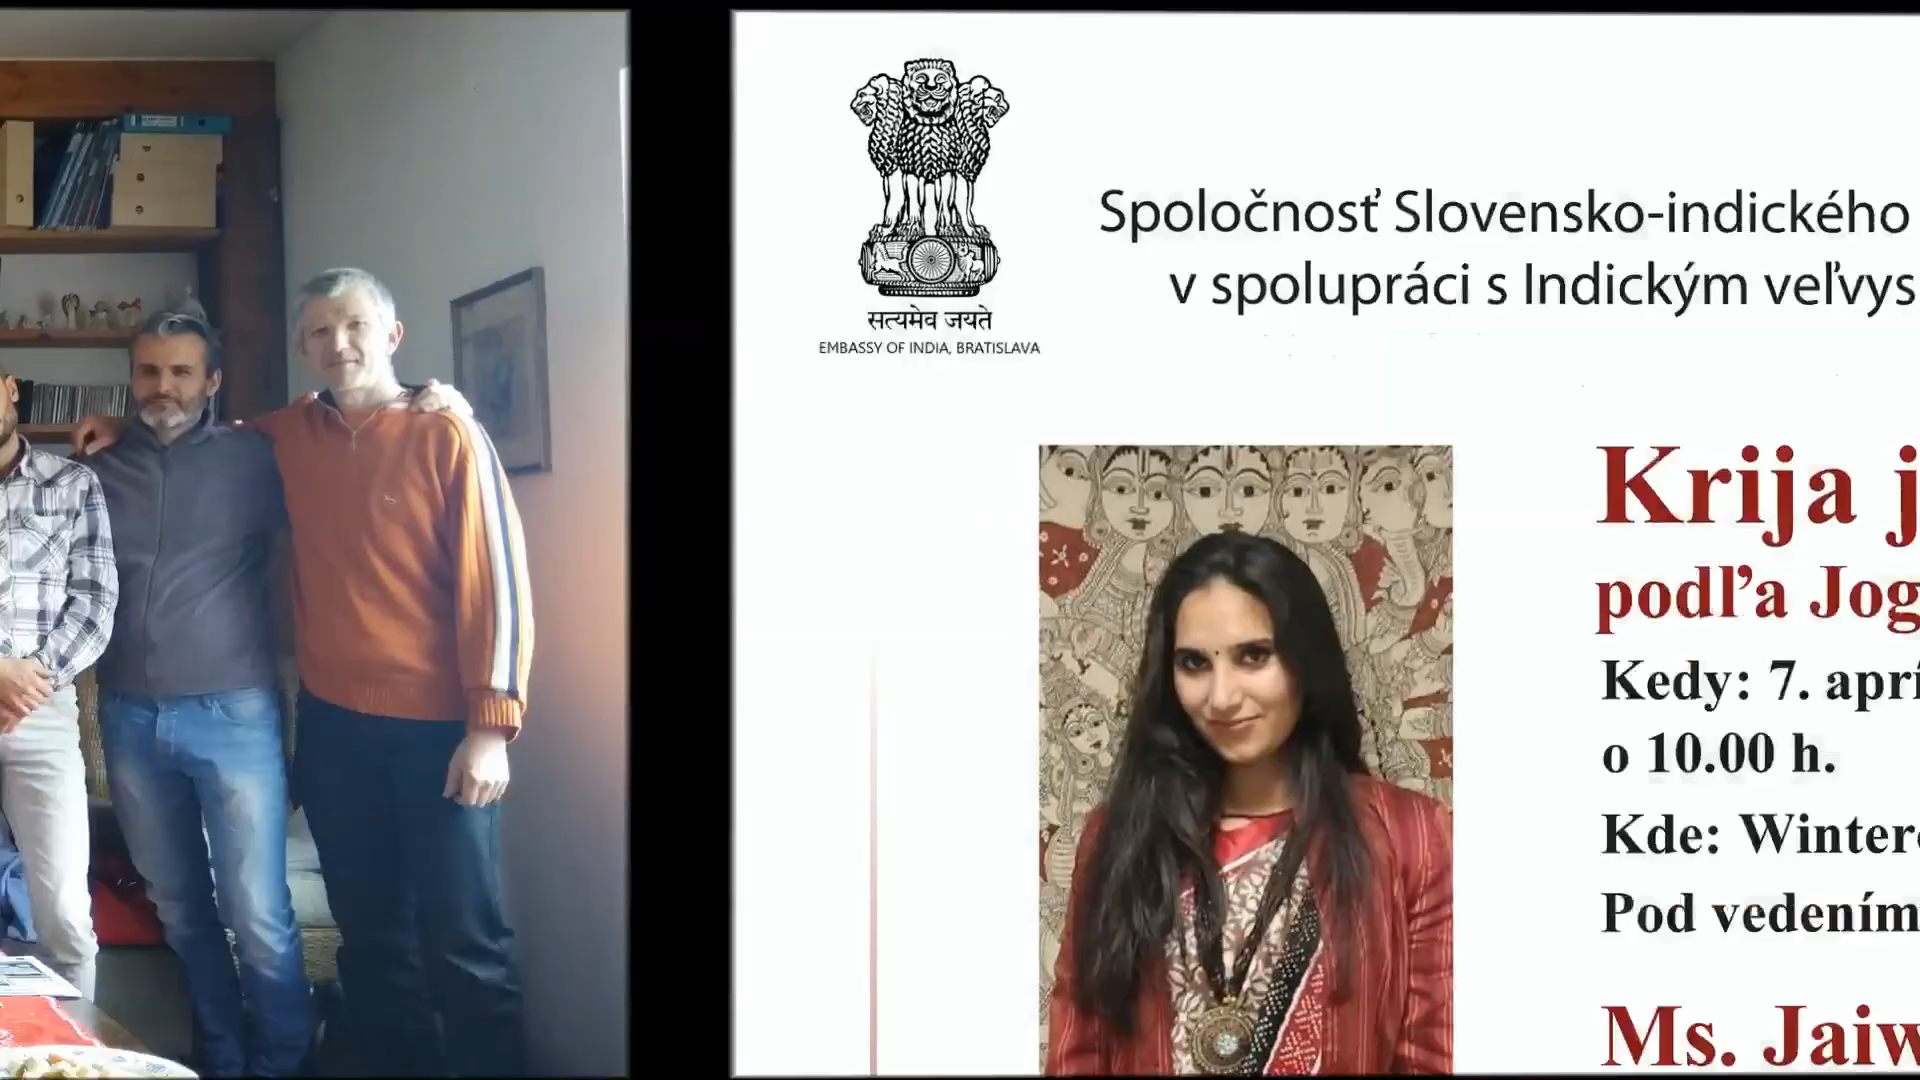 सत्यमेव जयते
EMBASSY OF INDIA, BRATISLAVA
Spoločnosť Slovensko-indického
v spolupráci s Indickým veľvys
Krija j
podľa Jog
Kedy: 7. aprí
o 10.00 h.
Kde: Winter
Pod vedením
Ms. Jaiw